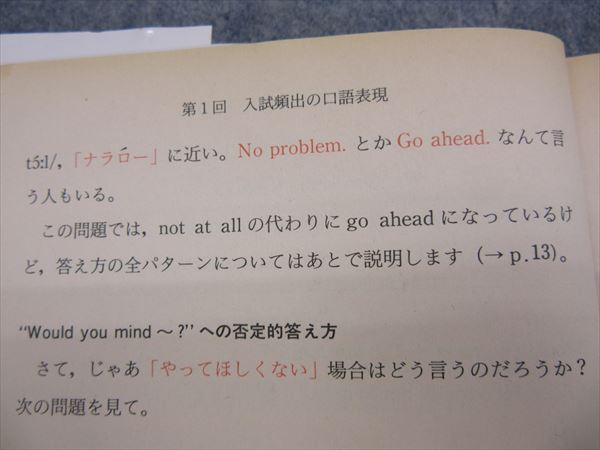 第1回 入試頻出の口語表現
tɔ́:l/,「ナラロー」に近い。No problem. とか Go ahead. なんて言
う人もいる。
この問題では, not at all の代わりに go ahead になっているけ
ど, 答え方の全パターンについてはあとで説明します (→ p.13)。
“Would you mind ~ ?” への否定的答え方
さて, じゃあ「やってほしくない」場合はどう言うのだろうか?
次の問題を見て。